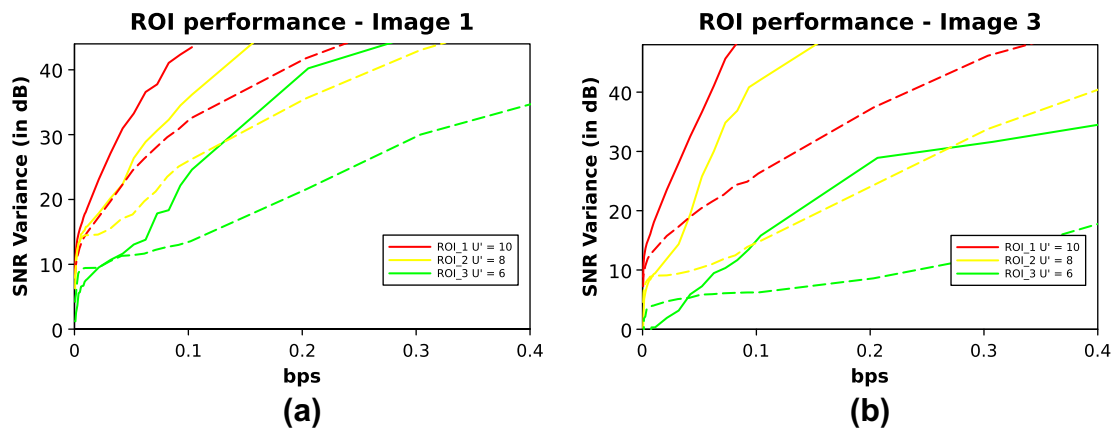 ROI performance - Image 1
SNR Variance (in dB)
40
30
20
10
0
0
0.1
0.2
0.3
0.4
bps
ROI_1 U' = 10
ROI_2 U' = 8
ROI_3 U' = 6
(a)
ROI performance - Image 3
SNR Variance (in dB)
40
30
20
10
0
0
0.1
0.2
0.3
0.4
bps
ROI_1 U' = 10
ROI_2 U' = 8
ROI_3 U' = 6
(b)